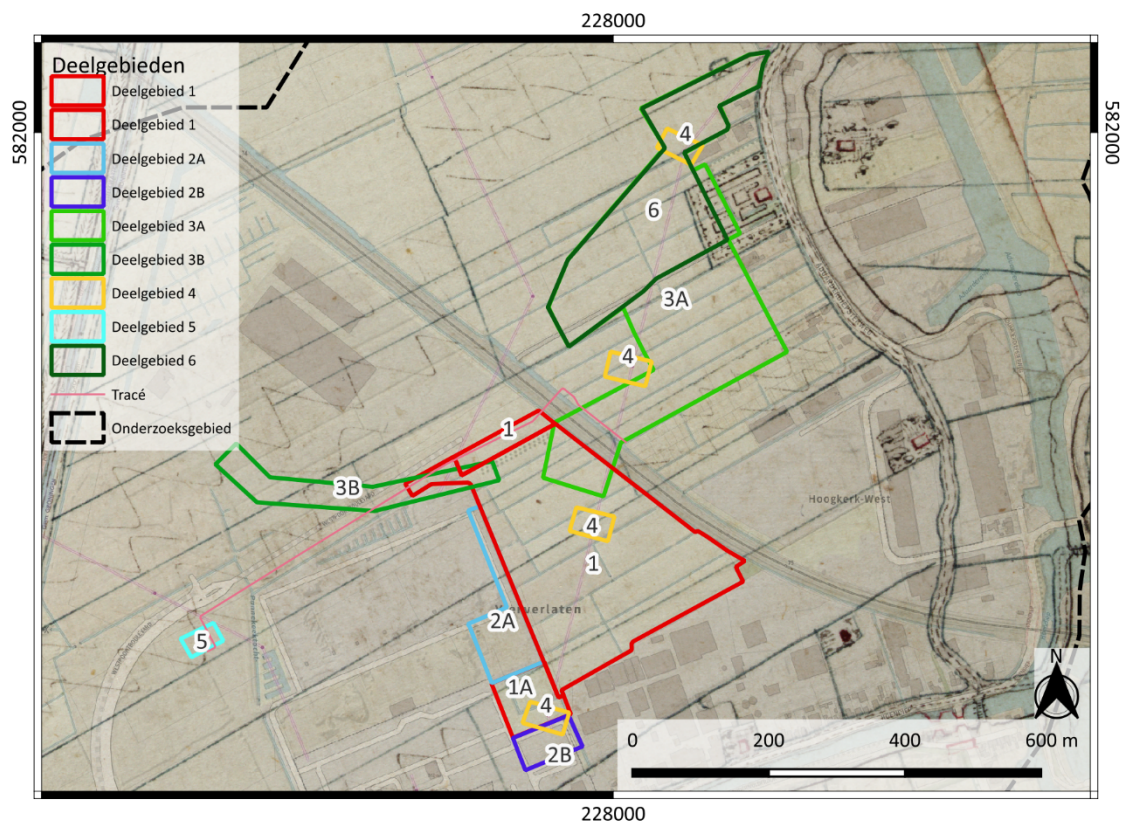 228000
582000
582000
Deelgebieden
Deelgebied 1
Deelgebied 1
Deelgebied 2A
Deelgebied 2B
Deelgebied 3A
Deelgebied 3B
Deelgebied 4
Deelgebied 5
Deelgebied 6
Tracé
Onderzoeksgebied
4
6
3A
4
1
3B
Hoogkerk-West
4
1
2A
5
1A
4
2B
N
0 200 400 600 m
228000